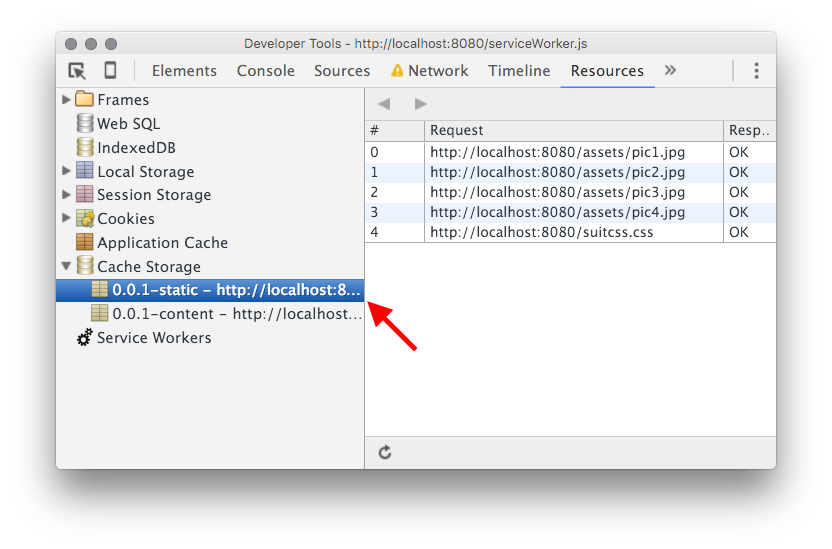 Developer Tools - http://localhost:8080/serviceWorker.js
Elements Console Sources Network Timeline Resources
Frames
Web SQL
IndexedDB
Local Storage
Session Storage
Cookies
Application Cache
Cache Storage
0.0.1-static – http://localhost:8...
0.0.1-content – http://localhost...
Service Workers
# Request Resp..
0 http://localhost:8080/assets/pic1.jpg OK
1 http://localhost:8080/assets/pic2.jpg OK
2 http://localhost:8080/assets/pic3.jpg OK
3 http://localhost:8080/assets/pic4.jpg OK
4 http://localhost:8080/suitcss.css OK